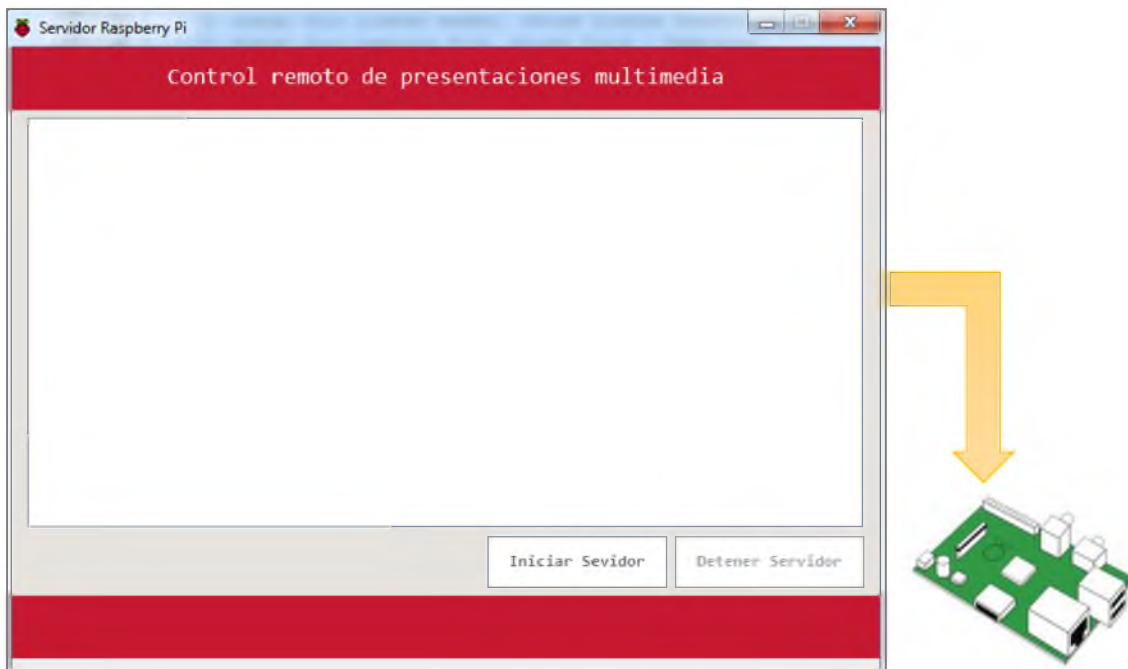 Servidor Raspberry Pi
Control remoto de presentaciones multimedia
Iniciar Sevidor
Detener Servidor